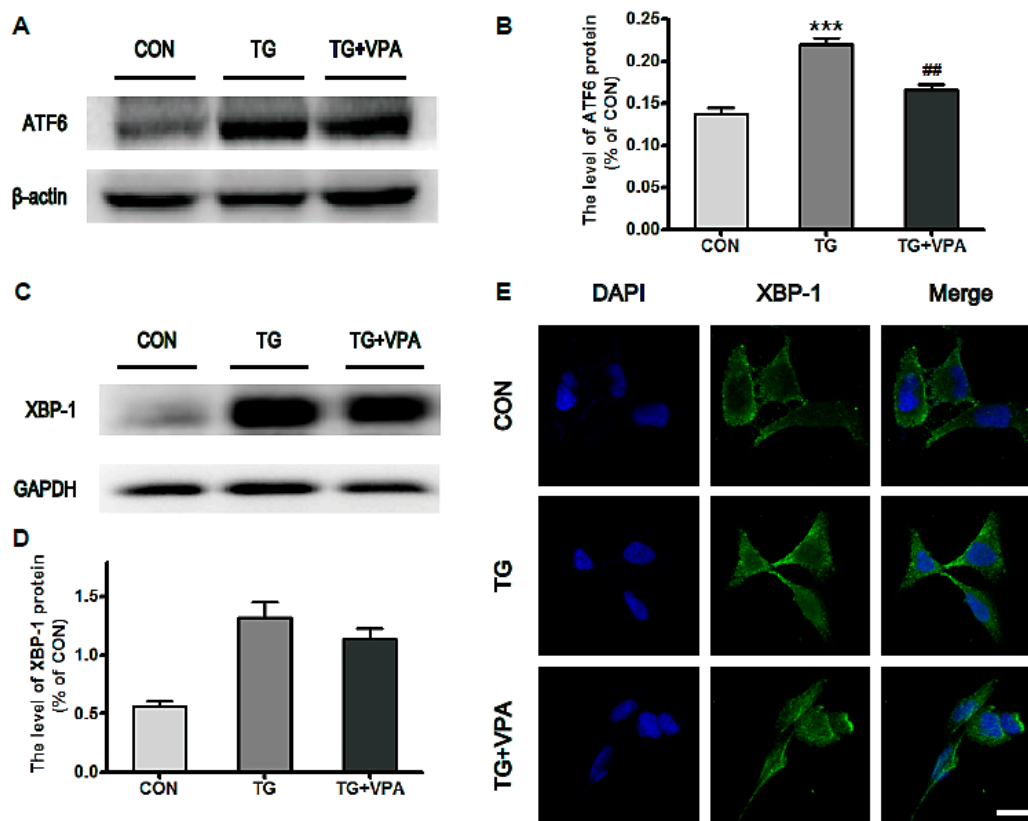 A
CON TG TG+VPA
ATF6
β-actin
B
The level of ATF6 protein
(% of CON)
0.25
0.20
0.15
0.10
0.05
0.00
***
##
CON TG TG+VPA
C
CON TG TG+VPA
XBP-1
GAPDH
D
The level of XBP-1 protein
(% of CON)
1.5
1.0
0.5
0.0
CON TG TG+VPA
E
DAPI XBP-1 Merge
CON
TG
TG+VPA